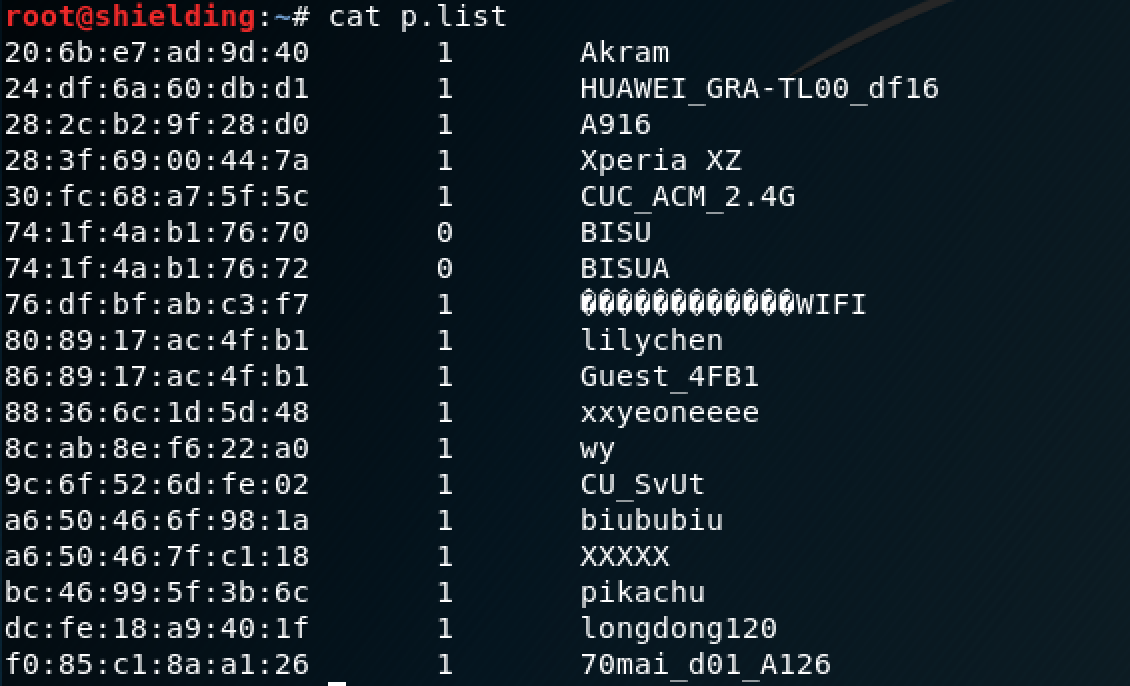 root@shielding:~# cat p.list
20:6b:e7:ad:9d:40 1 Akram
24:df:6a:60:db:d1 1 HUAWEI_GRA-TL00_df16
28:2c:b2:9f:28:d0 1 A916
28:3f:69:00:44:7a 1 Xperia XZ
30:fc:68:a7:5f:5c 1 CUC_ACM_2.4G
74:1f:4a:b1:76:70 0 BISU
74:1f:4a:b1:76:72 0 BISUA
76:df:bf:ab:c3:f7 1 ������������WIFI
80:89:17:ac:4f:b1 1 lilychen
86:89:17:ac:4f:b1 1 Guest_4FB1
88:36:6c:1d:5d:48 1 xxyeoneeee
8c:ab:8e:f6:22:a0 1 wy
9c:6f:52:6d:fe:02 1 CU_SvUt
a6:50:46:6f:98:1a 1 biububiu
a6:50:46:7f:c1:18 1 XXXXX
bc:46:99:5f:3b:6c 1 pikachu
dc:fe:18:a9:40:1f 1 longdong120
f0:85:c1:8a:a1:26 1 70mai_d01_A126